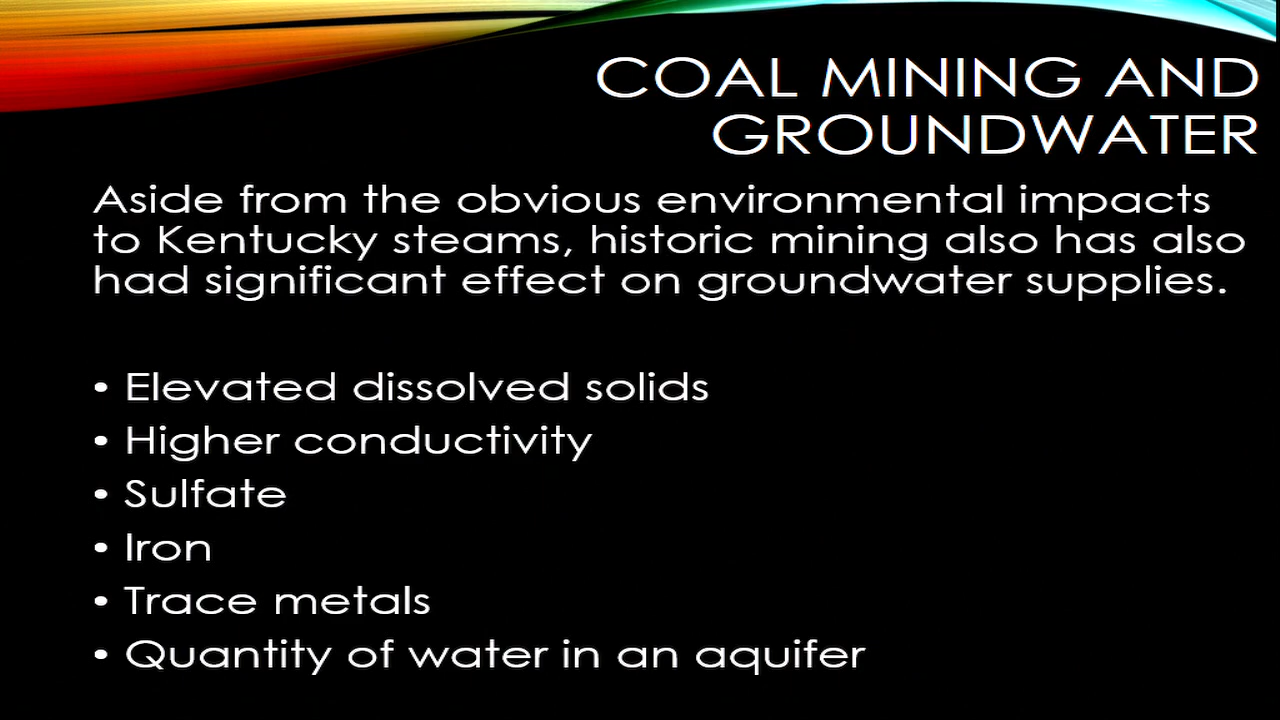 COAL MINING AND
GROUNDWATER
Aside from the obvious environmental impacts
to Kentucky steams, historic mining also has also
had significant effect on groundwater supplies.
• Elevated dissolved solids
• Higher conductivity
• Sulfate
• Iron
• Trace metals
• Quantity of water in an aquifer